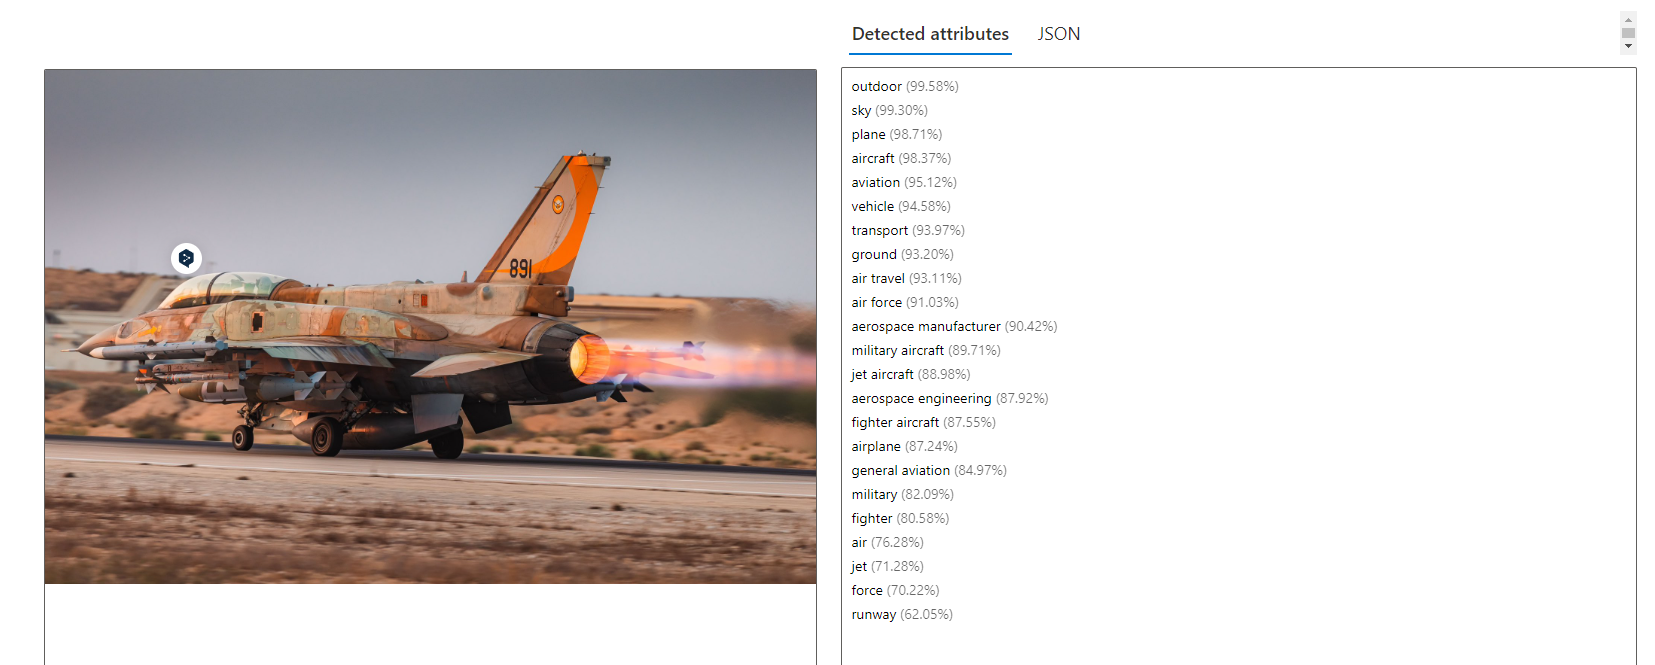 Detected attributes JSON
outdoor (99.58%)
sky (99.30%)
plane (98.71%)
aircraft (98.37%)
aviation (95.12%)
vehicle (94.58%)
transport (93.97%)
ground (93.20%)
air travel (93.11%)
air force (91.03%)
aerospace manufacturer (90.42%)
military aircraft (89.71%)
jet aircraft (88.98%)
aerospace engineering (87.92%)
fighter aircraft (87.55%)
airplane (87.24%)
general aviation (84.97%)
military (82.09%)
fighter (80.58%)
air (76.28%)
jet (71.28%)
force (70.22%)
runway (62.05%)
891